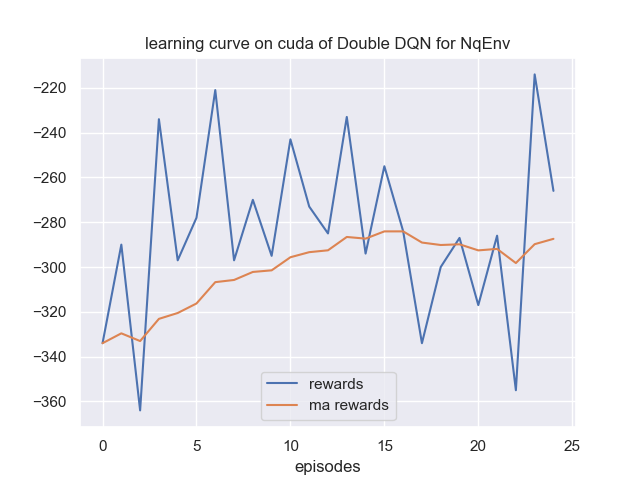 learning curve on cuda of Double DQN for NqEnv
−220
−240
−260
−280
−300
−320
−340
−360
rewards
ma rewards
0 5 10 15 20 25
episodes